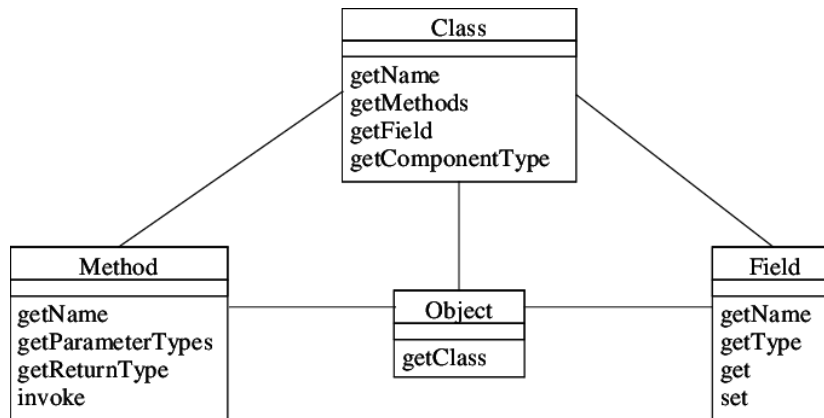 Class
getName
getMethods
getField
getComponentType
Method
getName
getParameterTypes
getReturnType
invoke
Object
getClass
Field
getName
getType
get
set